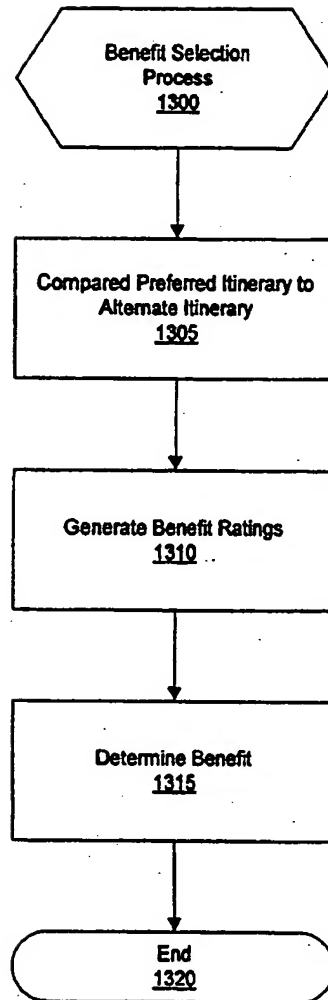 Benefit Selection
Process
1300
Compared Preferred Itinerary to
Alternate Itinerary
1305
Generate Benefit Ratings
1310
Determine Benefit
1315
End
1320